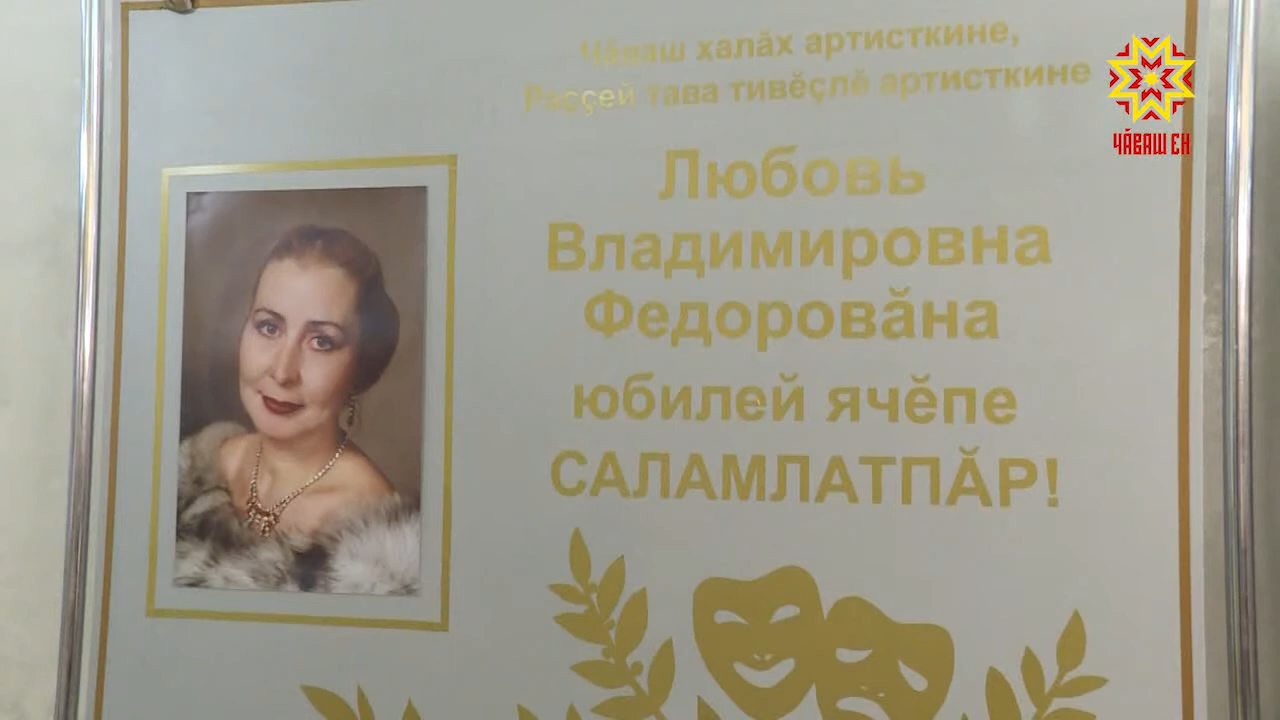 Чӑваш халӑх артисткине,
Раҫҫей тава тивӗҫлӗ артисткине
ЧӐВАШ ЕН
Любовь
Владимировна
Федоровӑна
юбилей ячӗпе
САЛАМЛАТПӐР!